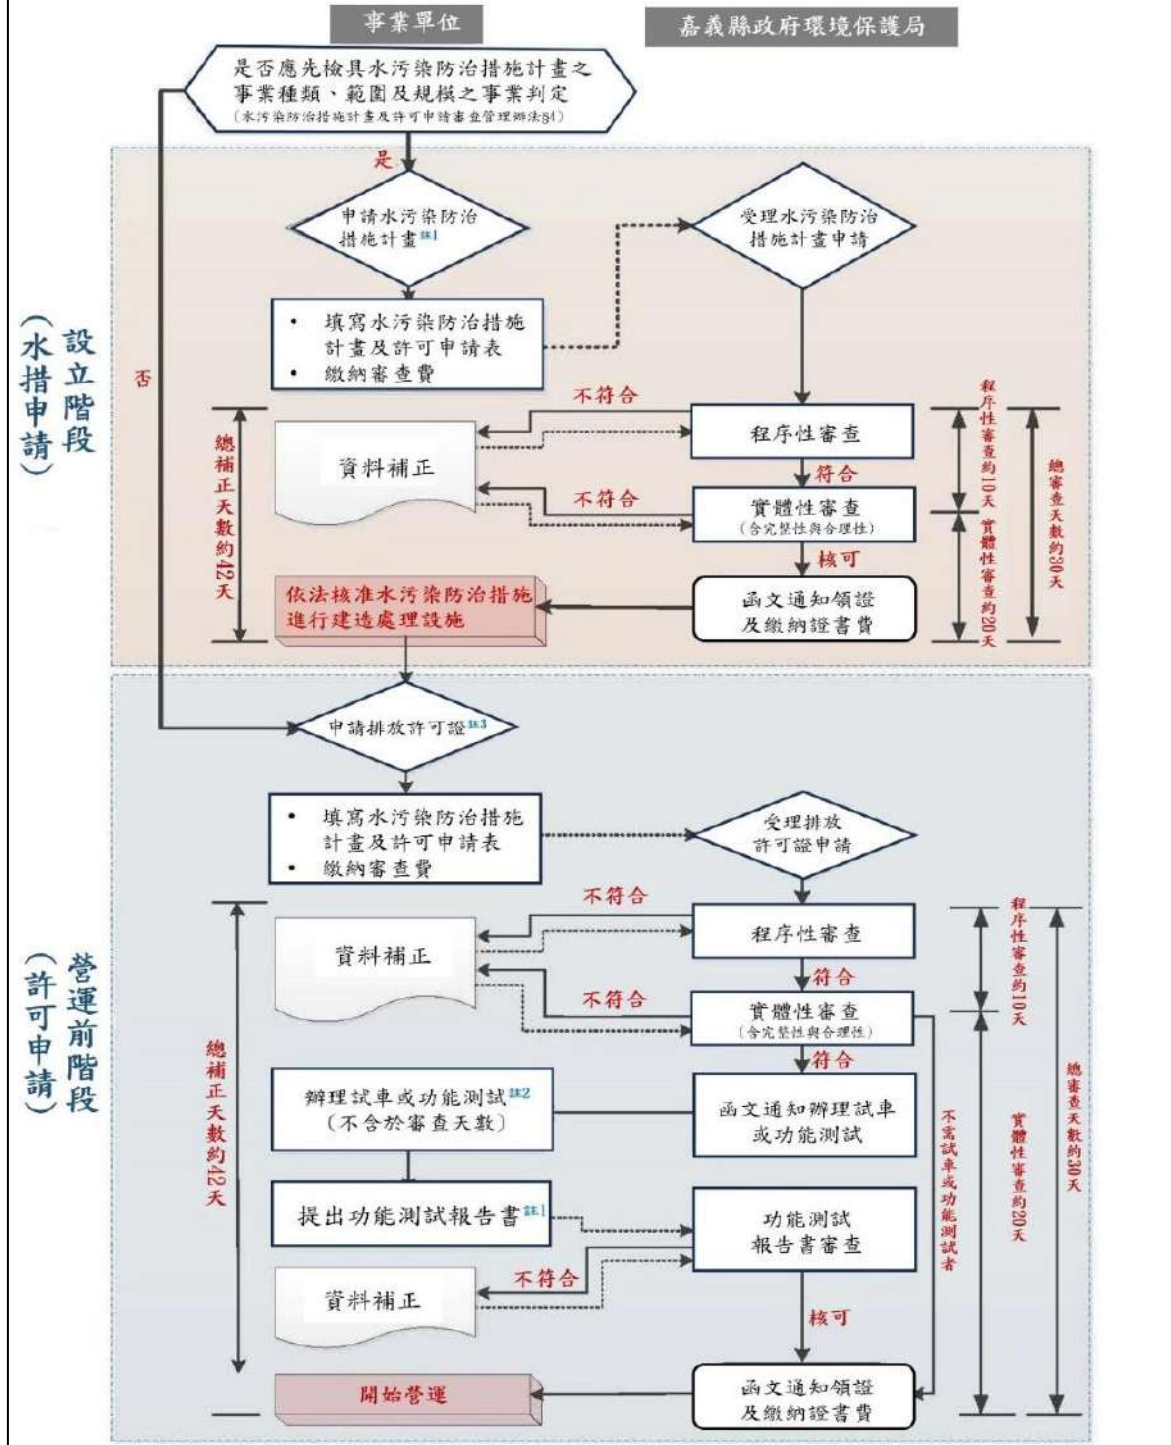 事業單位
嘉義縣政府環境保護局
是否應先檢具水污染防治措施計畫之
事業種類、範圍及規模之事業判定
(水污染防治措施計畫及許可申請審查管理辦法§4)
是
否
設立階段
(水措申請)
申請水污染防治
措施計畫註1
受理水污染防治
措施計畫申請
• 填寫水污染防治措施
計畫及許可申請表
• 繳納審查費
不符合
程序性審查
資料補正
符合
不符合
實體性審查
(含完整性與合理性)
核可
依法核准水污染防治措施
進行建造處理設施
函文通知領證
及繳納證書費
總補正天數約42天
程序性審查約10天
實體性審查約20天
總審查天數約30天
營運前階段
(許可申請)
申請排放許可證註3
• 填寫水污染防治措施
計畫及許可申請表
• 繳納審查費
受理排放
許可證申請
不符合
程序性審查
資料補正
符合
不符合
實體性審查
(含完整性與合理性)
符合
辦理試車或功能測試註2
(不含於審查天數)
函文通知辦理試車
或功能測試
提出功能測試報告書註1
功能測試
報告書審查
不符合
資料補正
核可
開始營運
函文通知領證
及繳納證書費
總補正天數約42天
不需試車或功能測試者
程序性審查約10天
實體性審查約20天
總審查天數約30天